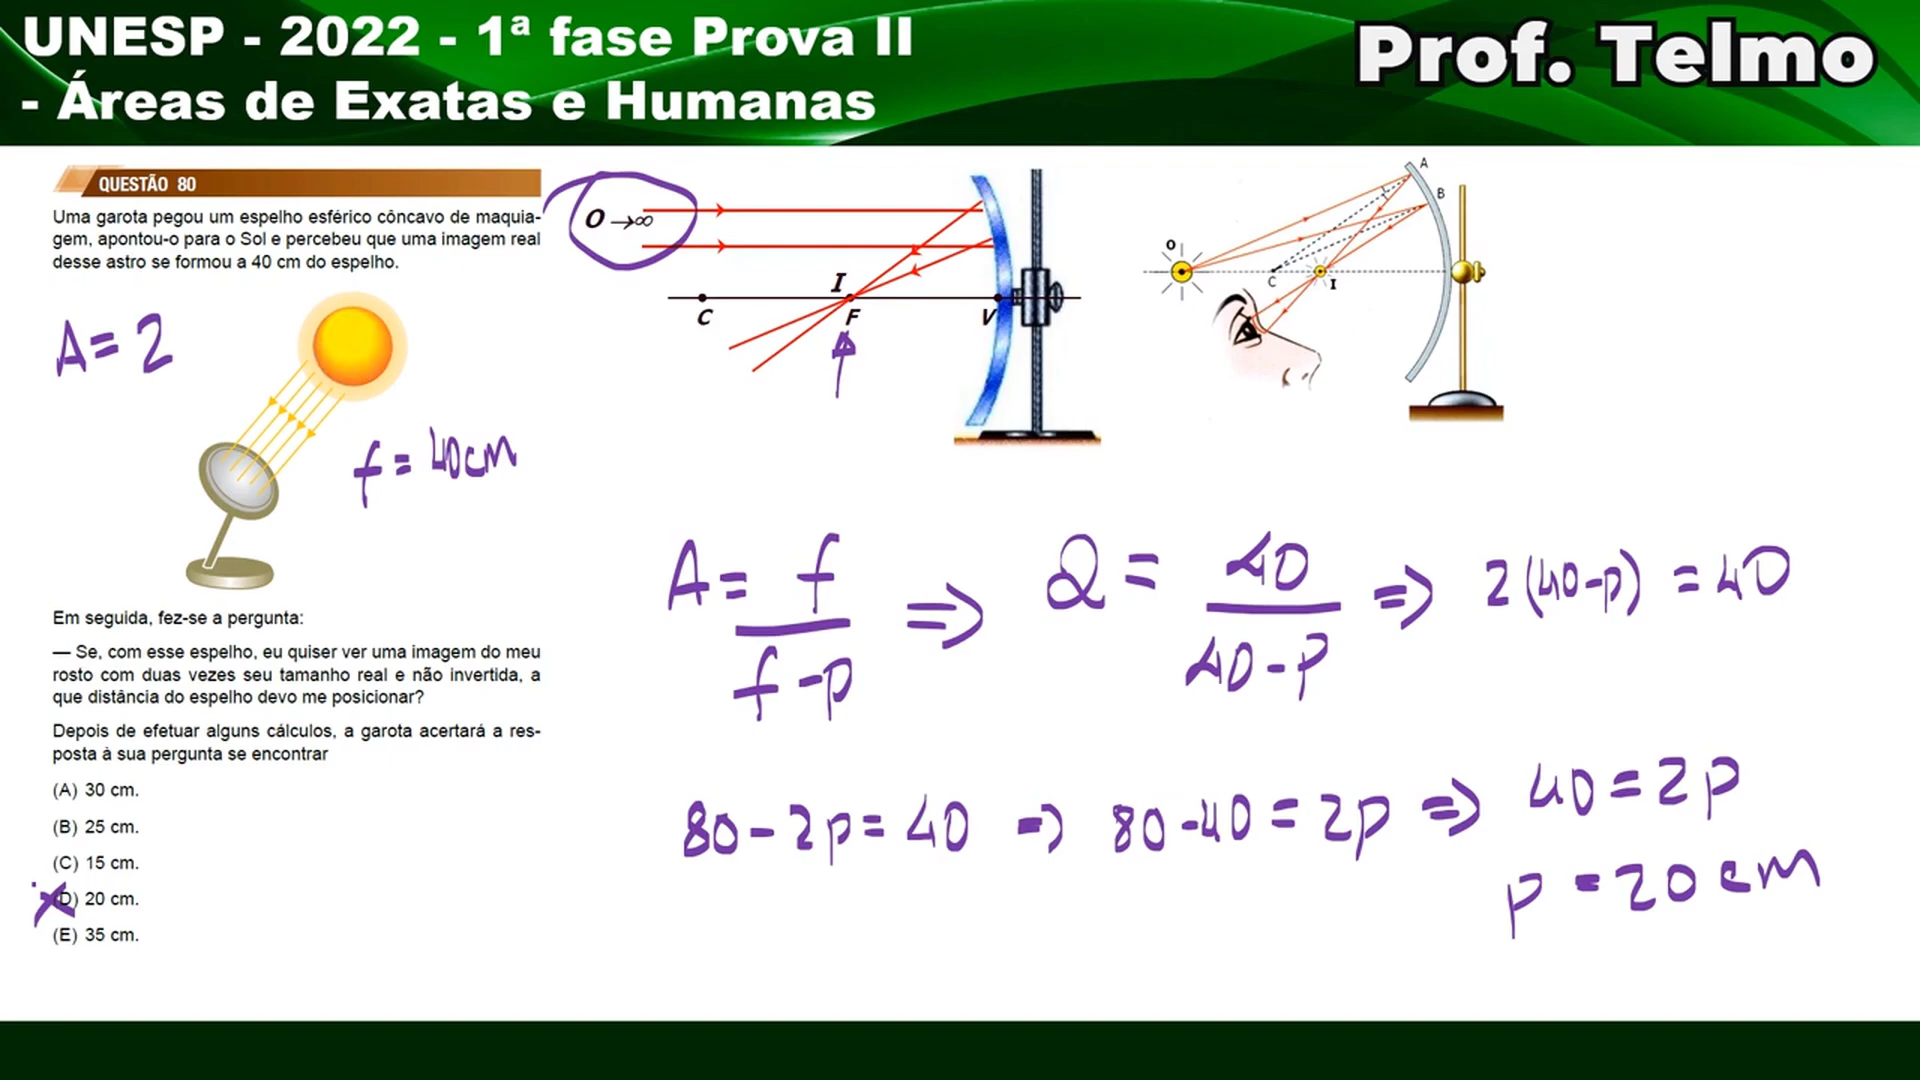 UNESP - 2022 - 1ª fase Prova II
- Áreas de Exatas e Humanas
Prof. Telmo
QUESTÃO 80
Uma garota pegou um espelho esférico côncavo de maquia-
gem, apontou-o para o Sol e percebeu que uma imagem real
desse astro se formou a 40 cm do espelho.
A = 2
f = 40cm
Em seguida, fez-se a pergunta:
— Se, com esse espelho, eu quiser ver uma imagem do meu
rosto com duas vezes seu tamanho real e não invertida, a
que distância do espelho devo me posicionar?
Depois de efetuar alguns cálculos, a garota acertará a res-
posta à sua pergunta se encontrar
(A) 30 cm.
(B) 25 cm.
(C) 15 cm.
X (D) 20 cm.
(E) 35 cm.
O →∞
I
C F V
A
B
O
C I
A = f / f - p => 2 = 40 / 40 - p => 2 (40-p) = 40
80 - 2p = 40 => 80 - 40 = 2p => 40 = 2p
p = 20 cm